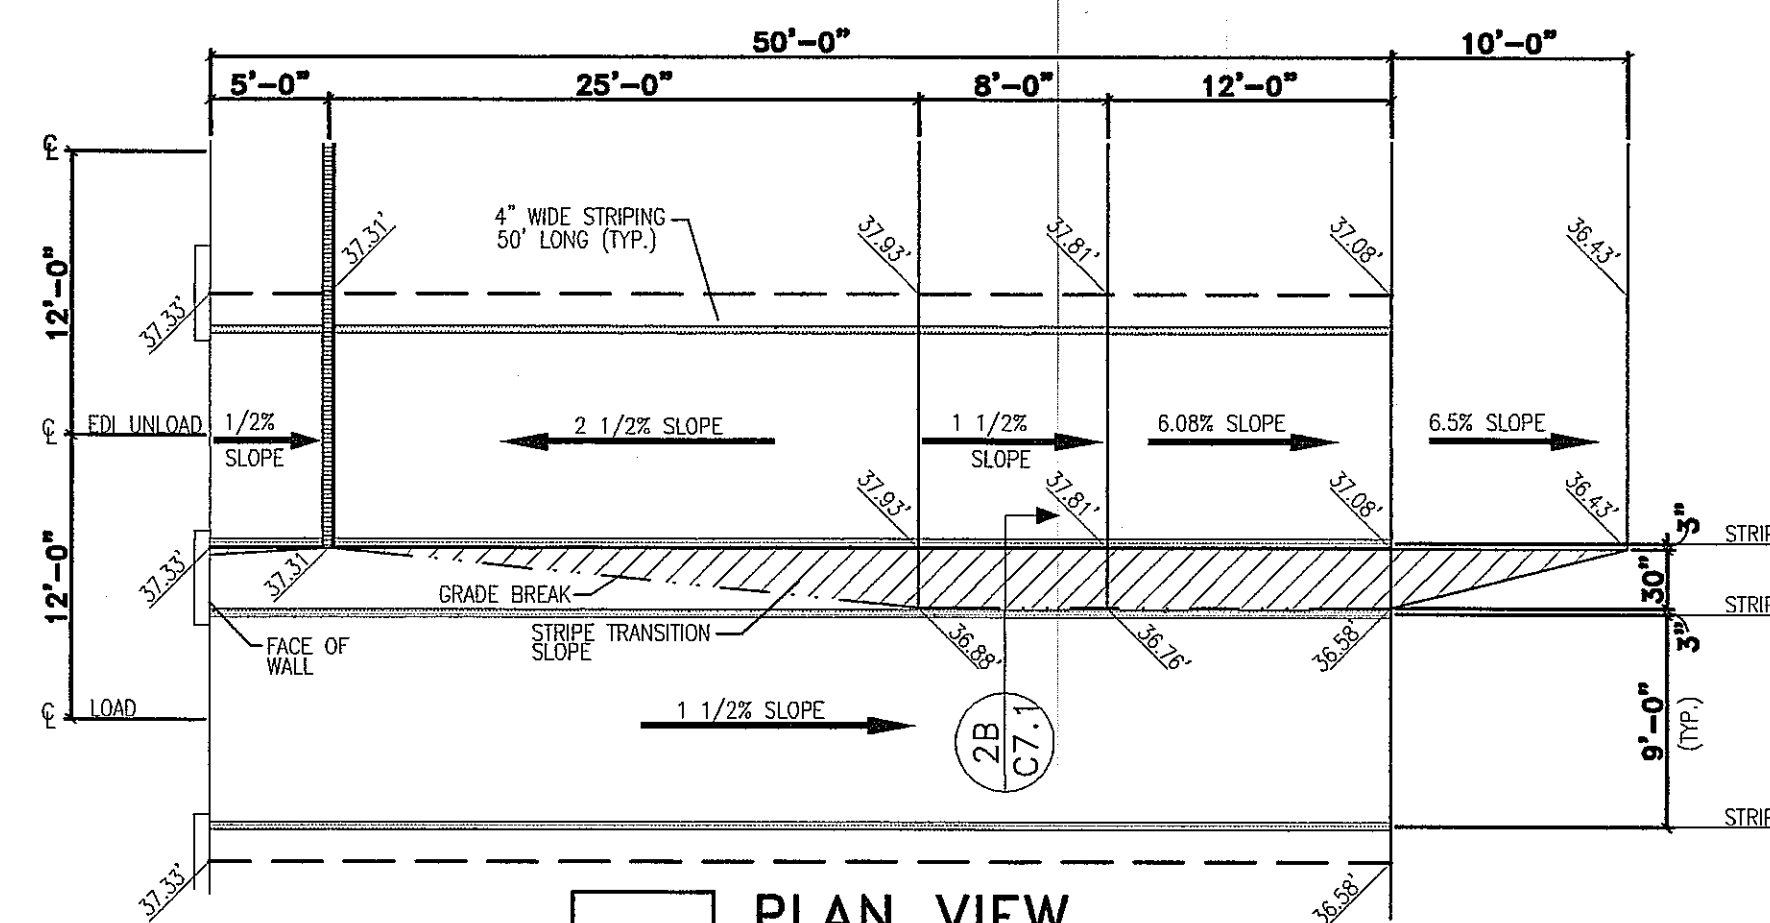 50'-0"
10'-0"
5'-0"
25'-0"
8'-0"
12'-0"
℄
12'-0"
4" WIDE STRIPING
50' LONG (TYP.)
37.31'
37.93'
37.81'
37.08'
36.43'
37.33'
℄ EDI UNLOAD
1/2%
SLOPE
2 1/2% SLOPE
1 1/2%
SLOPE
6.08% SLOPE
6.5% SLOPE
37.93'
37.81'
37.08'
36.43'
12'-0"
37.33'
37.31'
GRADE BREAK
STRIPE TRANSITION
SLOPE
FACE OF
WALL
36.88'
36.76'
36.58'
3"
30"
3"
STRIP
STRIP
9'-0"
(TYP.)
℄ LOAD
1 1/2% SLOPE
2B
C7.1
STRIP
37.33'
36.58'
PLAN VIEW